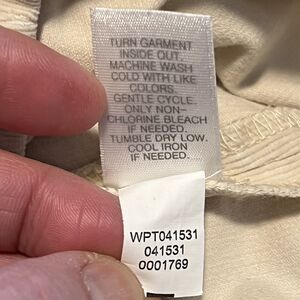 TURN GARMENT
INSIDE OUT.
MACHINE WASH
COLD WITH LIKE
COLORS.
GENTLE CYCLE.
ONLY NON-
CHLORINE BLEACH
IF NEEDED.
TUMBLE DRY LOW.
COOL IRON
IF NEEDED.
WPT041531
041531
0001769